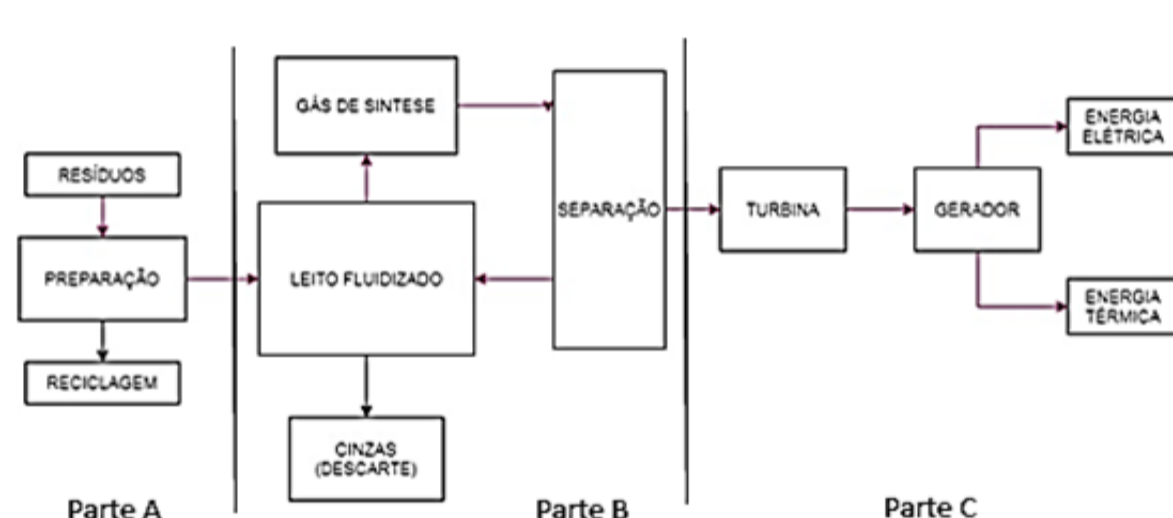 RESÍDUOS
PREPARAÇÃO
RECICLAGEM
Parte A
GÁS DE SINTESE
LEITO FLUIDIZADO
CINZAS
(DESCARTE)
SEPARAÇÃO
Parte B
TURBINA
GERADOR
ENERGIA
ELÉTRICA
ENERGIA
TÉRMICA
Parte C